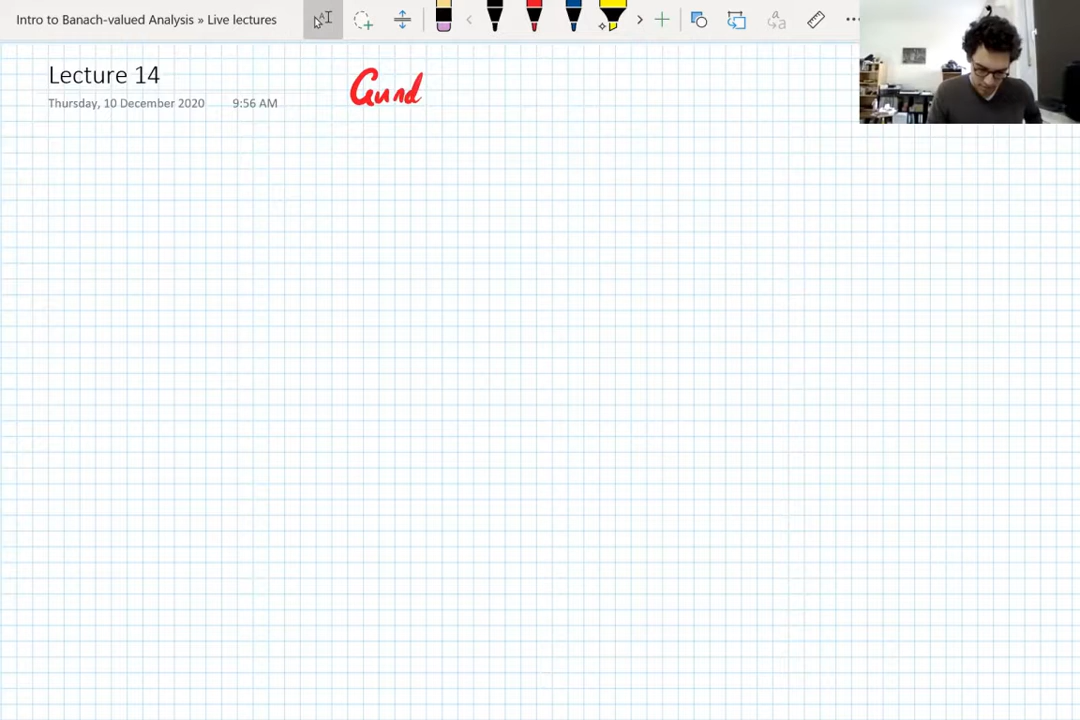 Intro to Banach-valued Analysis » Live lectures
Lecture 14
Gund
Thursday, 10 December 2020 9:56 AM